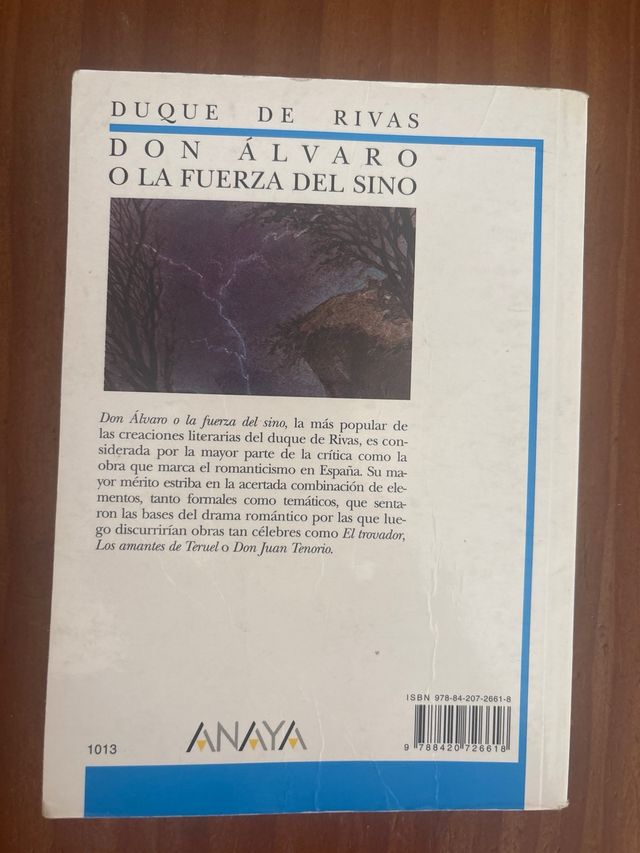 DUQUE DE RIVAS
DON ÁLVARO
O LA FUERZA DEL SINO
Don Álvaro o la fuerza del sino, la más popular de
las creaciones literarias del duque de Rivas, es con-
siderada por la mayor parte de la crítica como la
obra que marca el romanticismo en España. Su ma-
yor mérito estriba en la acertada combinación de ele-
mentos, tanto formales como temáticos, que senta-
ron las bases del drama romántico por las que lue-
go discurrirían obras tan célebres como El trovador,
Los amantes de Teruel o Don Juan Tenorio.
ISBN 978-84-207-2661-8
9 788420 726618
1013
ANAYA